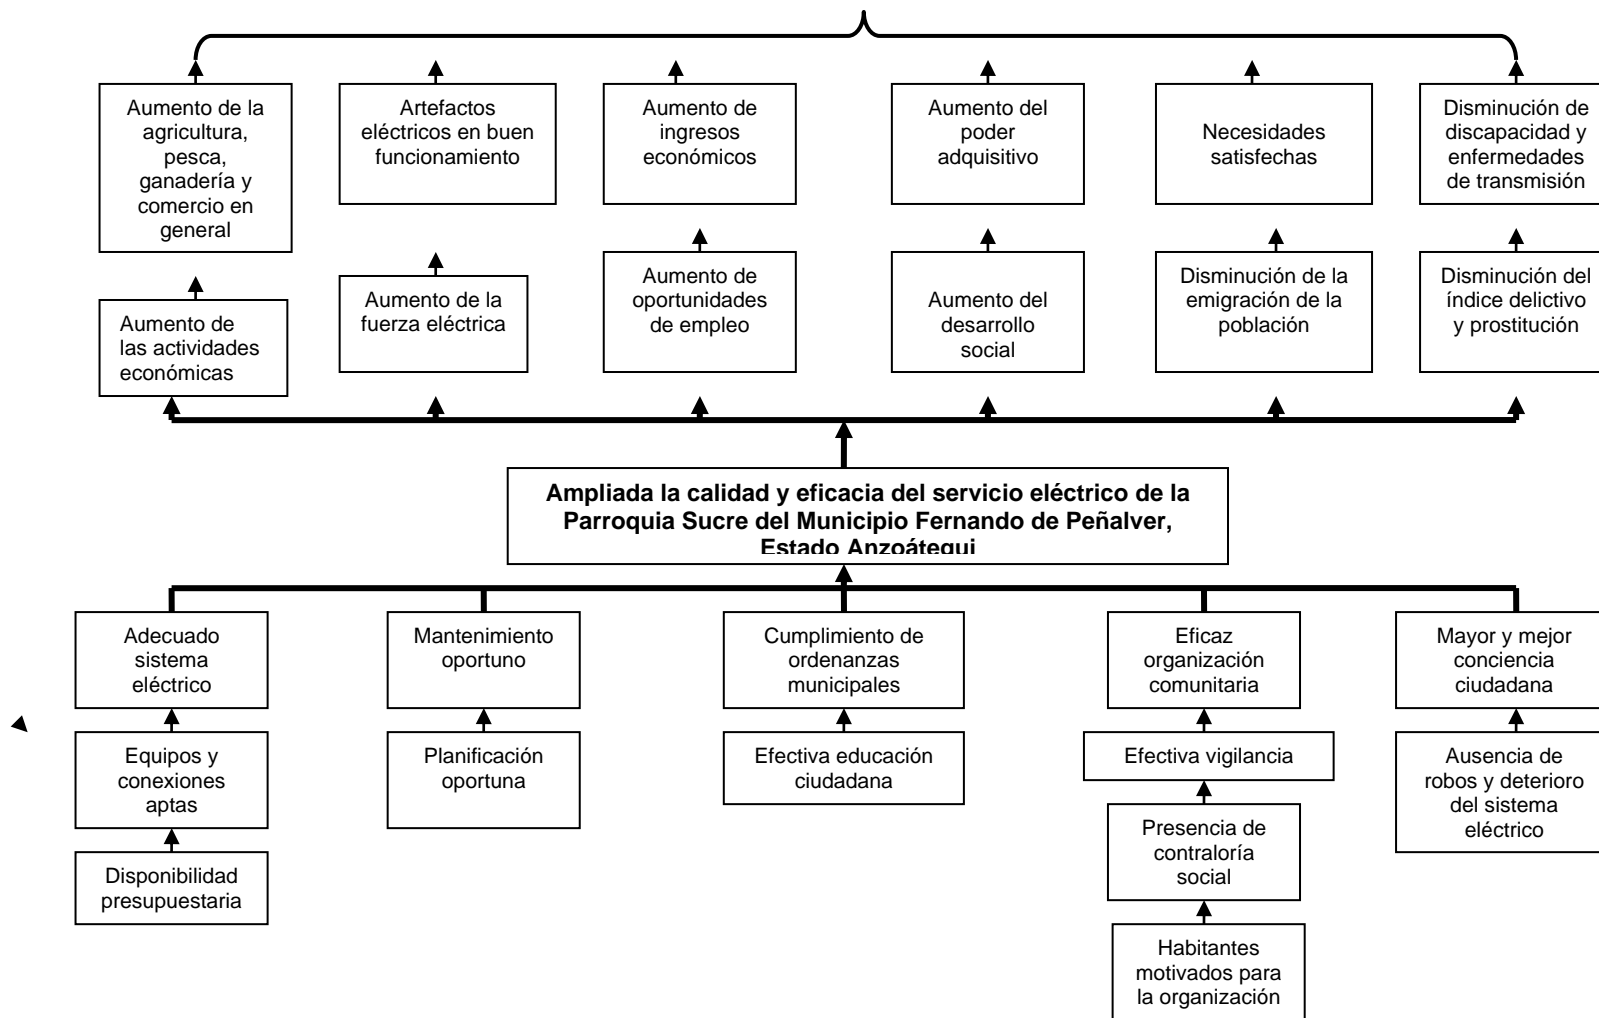 Aumento de la
agricultura,
pesca,
ganadería y
comercio en
general
Artefactos
eléctricos en buen
funcionamiento
Aumento de
ingresos
económicos
Aumento del
poder
adquisitivo
Necesidades
satisfechas
Disminución de
discapacidad y
enfermedades
de transmisión
Aumento de
las actividades
económicas
Aumento de la
fuerza eléctrica
Aumento de
oportunidades
de empleo
Aumento del
desarrollo
social
Disminución de la
emigración de la
población
Disminución del
índice delictivo
y prostitución
Ampliada la calidad y eficacia del servicio eléctrico de la
Parroquia Sucre del Municipio Fernando de Peñalver,
Estado Anzoátegui
Adecuado
sistema
eléctrico
Mantenimiento
oportuno
Cumplimiento de
ordenanzas
municipales
Eficaz
organización
comunitaria
Mayor y mejor
conciencia
ciudadana
Equipos y
conexiones
aptas
Planificación
oportuna
Efectiva educación
ciudadana
Efectiva vigilancia
Ausencia de
robos y deterioro
del sistema
eléctrico
Disponibilidad
presupuestaria
Presencia de
contraloría
social
Habitantes
motivados para
la organización